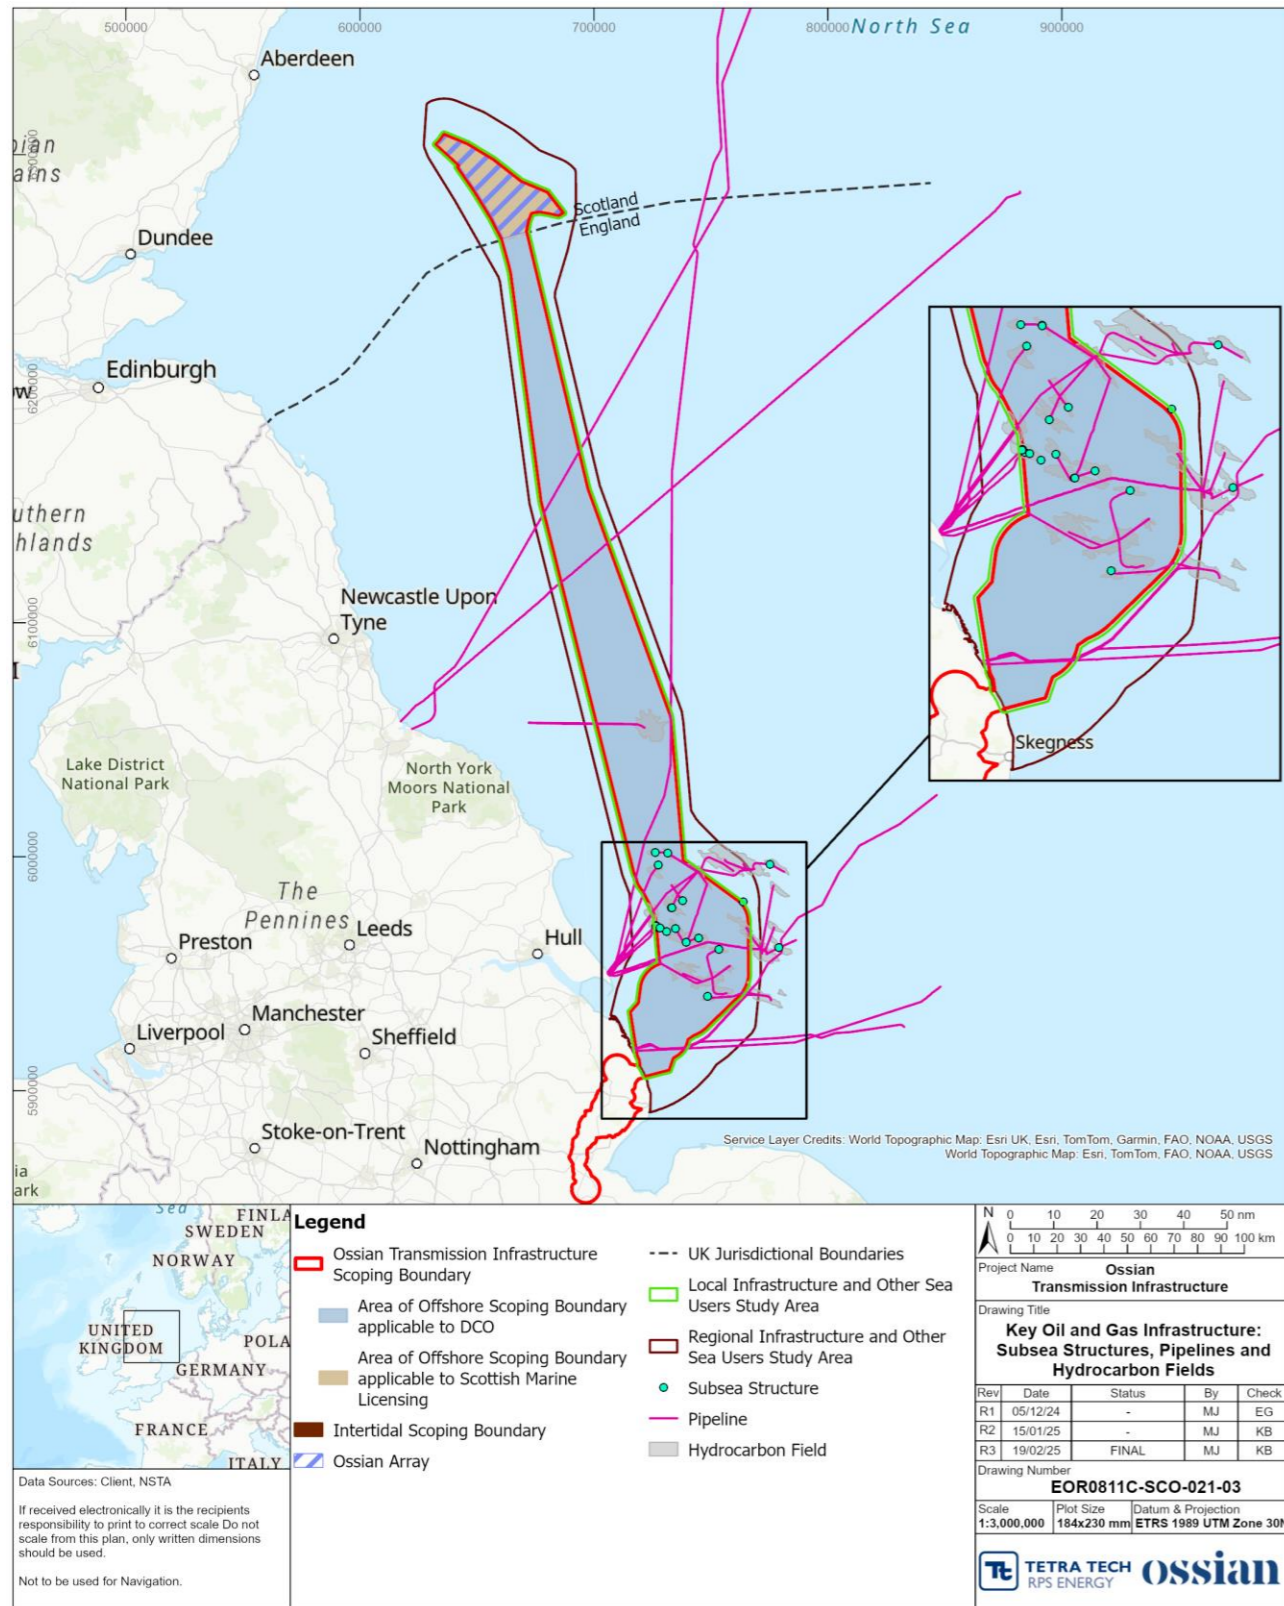 500000
600000
700000
800000
900000
North Sea
Aberdeen
Scotland
England
Dundee
Edinburgh
6200000
Newcastle Upon
Tyne
6100000
Lake District
National Park
North York
Moors National
Park
Skegness
6000000
The
Pennines
Leeds
Preston
Hull
Manchester
Liverpool
Sheffield
5900000
Stoke-on-Trent
Nottingham
Service Layer Credits: World Topographic Map: Esri UK, Esri, TomTom, Garmin, FAO, NOAA, USGS
World Topographic Map: Esri, TomTom, FAO, NOAA, USGS
Sea
FINLA
SWEDEN
NORWAY
UNITED
KINGDOM
POLA
GERMANY
FRANCE
ITALY
Data Sources: Client, NSTA
If received electronically it is the recipients
responsibility to print to correct scale Do not
scale from this plan, only written dimensions
should be used.
Not to be used for Navigation.
Legend
Ossian Transmission Infrastructure
Scoping Boundary
Area of Offshore Scoping Boundary
applicable to DCO
Area of Offshore Scoping Boundary
applicable to Scottish Marine
Licensing
Intertidal Scoping Boundary
Ossian Array
UK Jurisdictional Boundaries
Local Infrastructure and Other Sea
Users Study Area
Regional Infrastructure and Other
Sea Users Study Area
Subsea Structure
Pipeline
Hydrocarbon Field
N
0 10 20 30 40 50 nm
0 10 20 30 40 50 60 70 80 100 km
Project Name Ossian
Transmission Infrastructure
Drawing Title
Key Oil and Gas Infrastructure:
Subsea Structures, Pipelines and
Hydrocarbon Fields
Rev Date Status By Check
R1 05/12/24 - MJ EG
R2 15/01/25 - MJ KB
R3 19/02/25 FINAL MJ KB
Drawing Number
EOR0811C-SCO-021-03
Scale Plot Size Datum & Projection
1:3,000,000 184x230 mm ETRS 1989 UTM Zone 30N
Tt TETRA TECH
RPS ENERGY
ossian